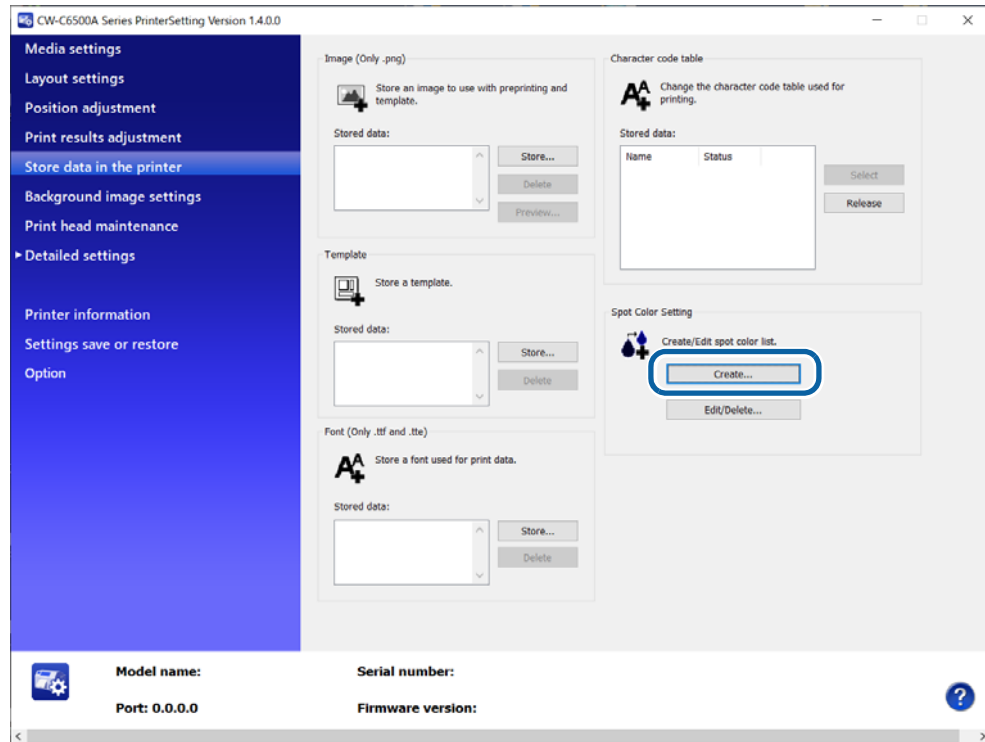 CW-C6500A Series PrinterSetting Version 1.4.0.0
Media settings
Layout settings
Position adjustment
Print results adjustment
Store data in the printer
Background image settings
Print head maintenance
Detailed settings
Printer information
Settings save or restore
Option
Image (Only .png)
Store an image to use with preprinting and
template.
Stored data:
Store...
Delete
Preview...
Template
Store a template.
Stored data:
Store...
Delete
Font (Only .ttf and .tte)
Store a font used for print data.
Stored data:
Store...
Delete
Character code table
Change the character code table used for
printing.
Stored data:
Name Status
Select
Release
Spot Color Setting
Create/Edit spot color list.
Create...
Edit/Delete...
Model name: Serial number:
Port: 0.0.0.0 Firmware version: